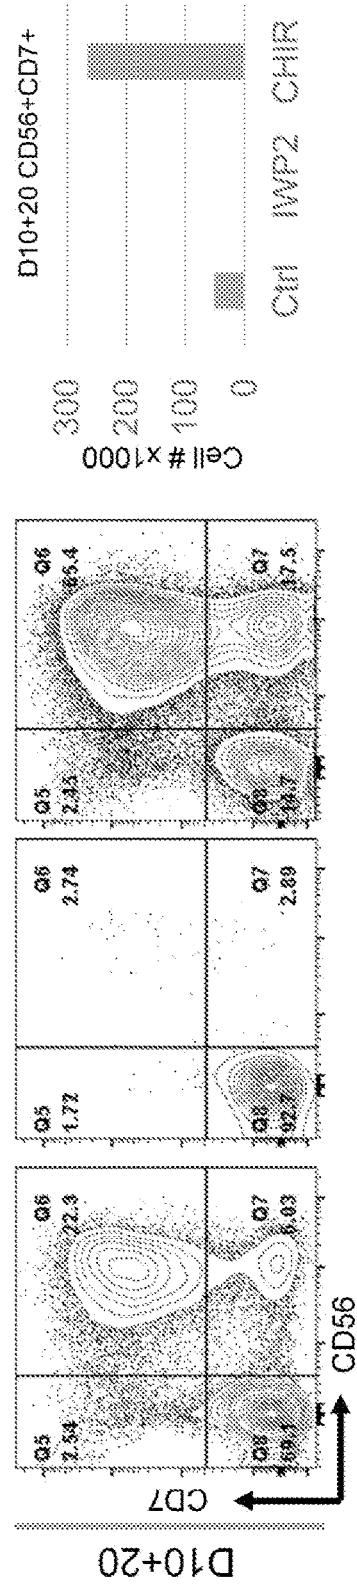 D10+20
CD7
CD56
Q5
2.54
Q6
22.3
Q7
6.03
Q8
69.1
Q5
1.72
Q6
2.74
Q7
2.89
Q8
92.7
Q5
2.45
Q6
65.4
Q7
17.5
Q8
14.7
D10+20 CD56+CD7+
Cell # x1000
300
200
100
0
Ctrl IWP2 CHIR